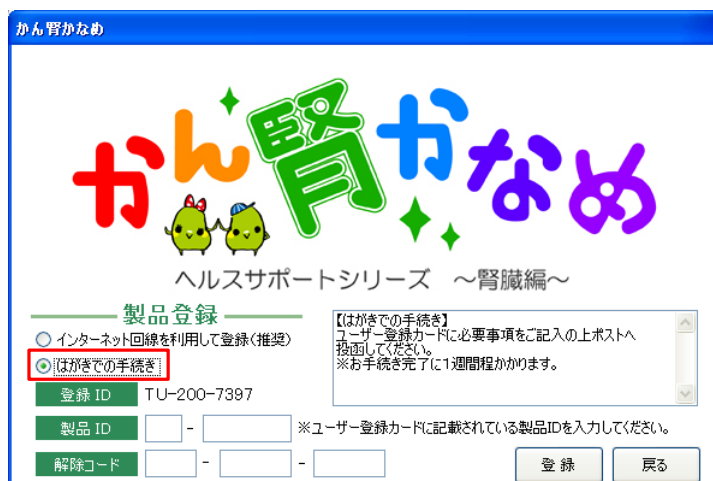 かん腎かなめ
かん腎かなめ
ヘルスサポートシリーズ ～腎臓編～
製品登録
インターネット回線を利用して登録(推奨)
はがきでの手続き
【はがきでの手続き】
ユーザー登録カードに必要事項をご記入の上ポストへ
投函してください。
※お手続き完了に1週間程かかります。
登録 ID TU-200-7397
製品 ID - ※ユーザー登録カードに記載されている製品IDを入力してください。
解除コード - -
登録 戻る